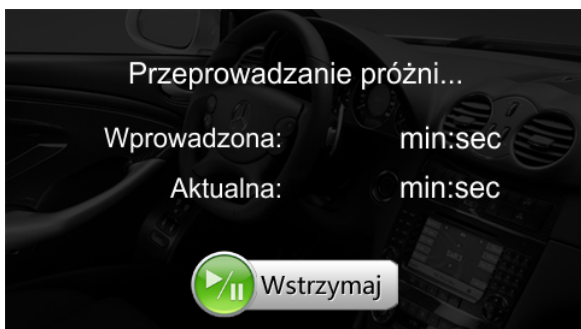 Przeprowadzanie próżni...
Wprowadzona: min:sec
Aktualna: min:sec
Wstrzymaj